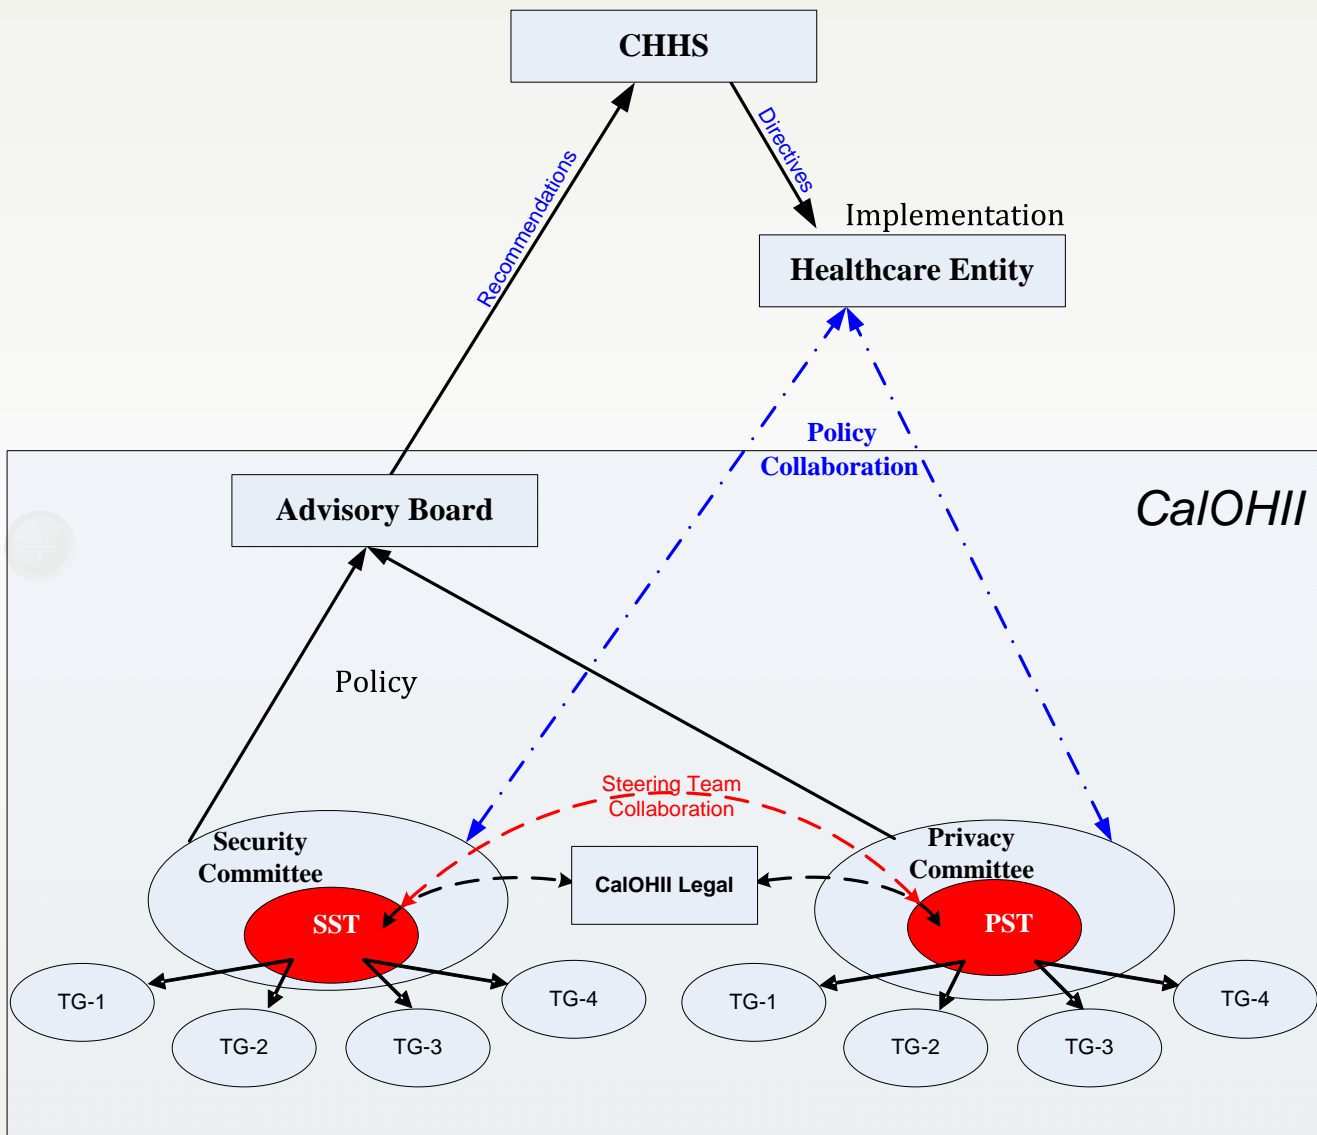 CHHS
Directives
Recommendations
Implementation
Healthcare Entity
Policy
Collaboration
Advisory Board
CalOHII
Policy
Steering Team
Collaboration
Security
Committee
Privacy
Committee
CalOHII Legal
SST
PST
TG-1
TG-2
TG-3
TG-4
TG-1
TG-2
TG-3
TG-4